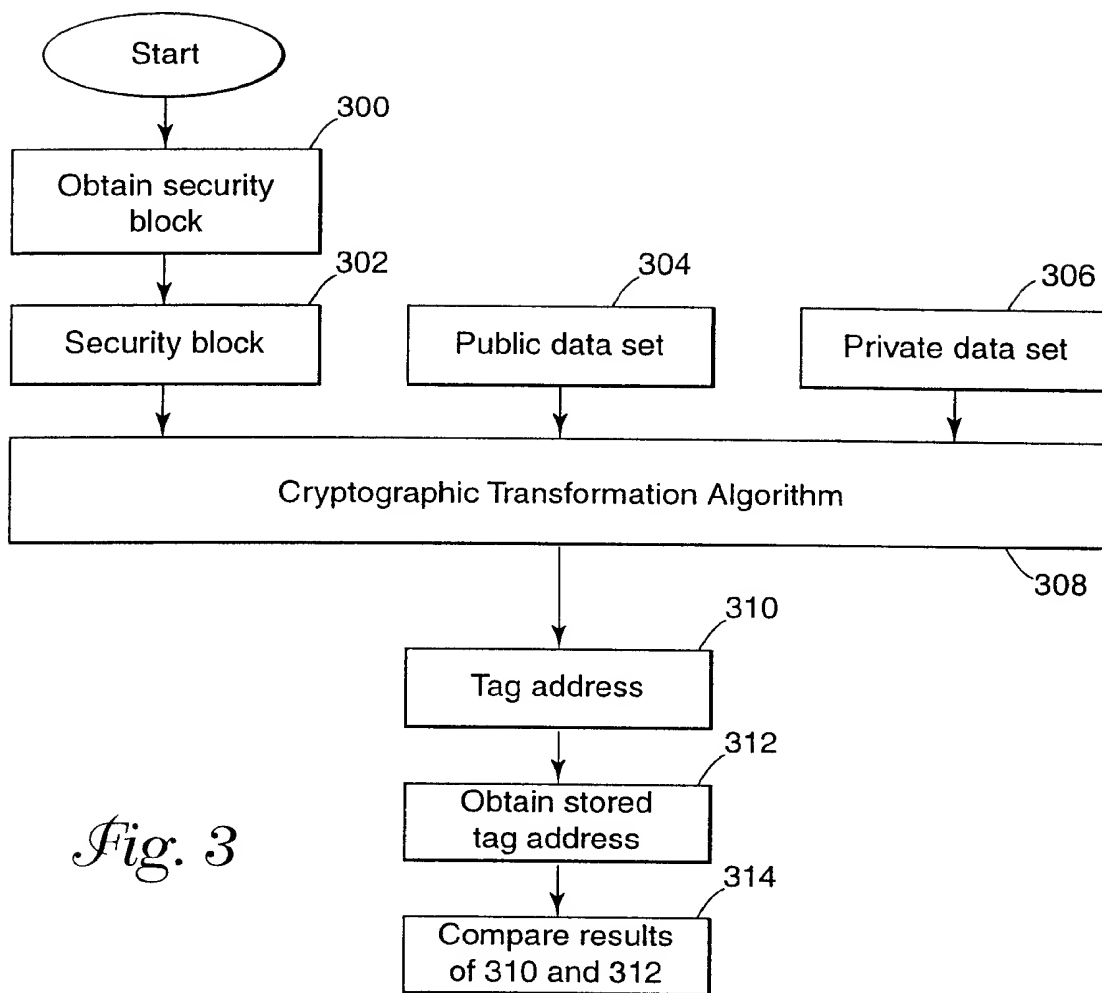 Start
300
Obtain security
block
302
304
306
Security block
Public data set
Private data set
Cryptographic Transformation Algorithm
308
310
Tag address
312
Obtain stored
tag address
Fig. 3
314
Compare results
of 310 and 312